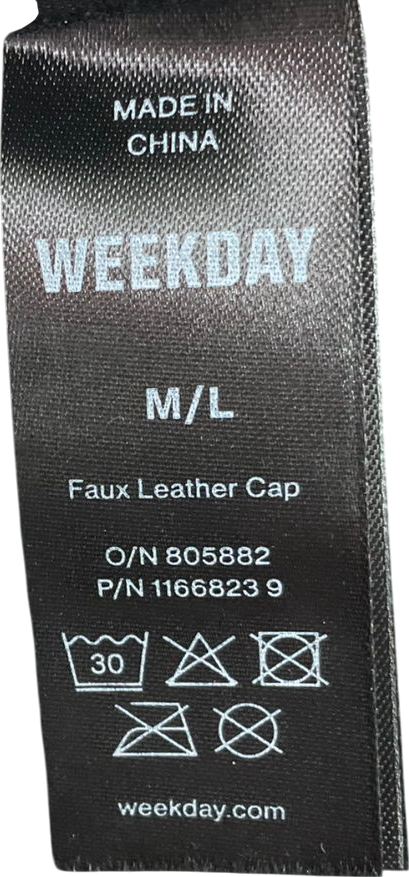 MADE IN
CHINA
WEEKDAY
M/L
Faux Leather Cap
O/N 805882
P/N 1166823 9
30
weekday.com